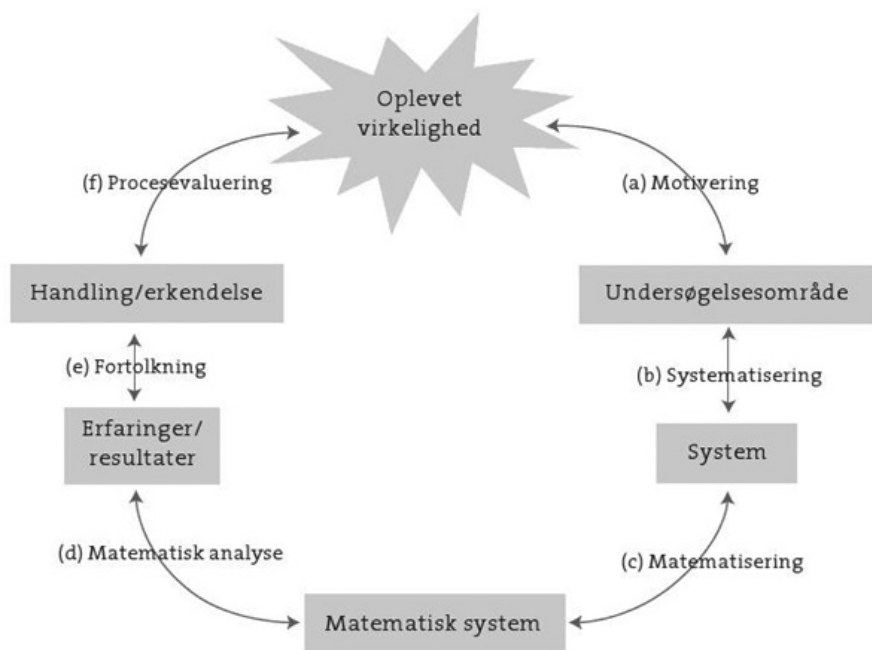 Oplevet
virkelighed
(f) Procesevaluering
(a) Motivering
Handling/erkendelse
Undersøgelsesområde
(e) Fortolkning
(b) Systematisering
Erfaringer/
resultater
System
(d) Matematisk analyse
(c) Matematisering
Matematisk system